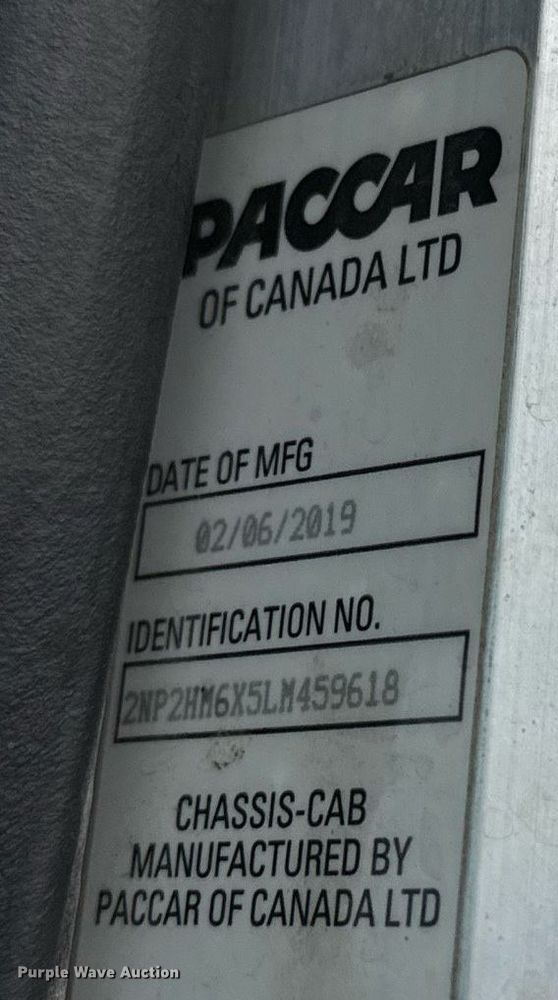 PACCAR
OF CANADA LTD
DATE OF MFG
02/06/2019
IDENTIFICATION NO.
2NP2HM6X5LM459618
CHASSIS-CAB
MANUFACTURED BY
PACCAR OF CANADA LTD
Purple Wave Auction